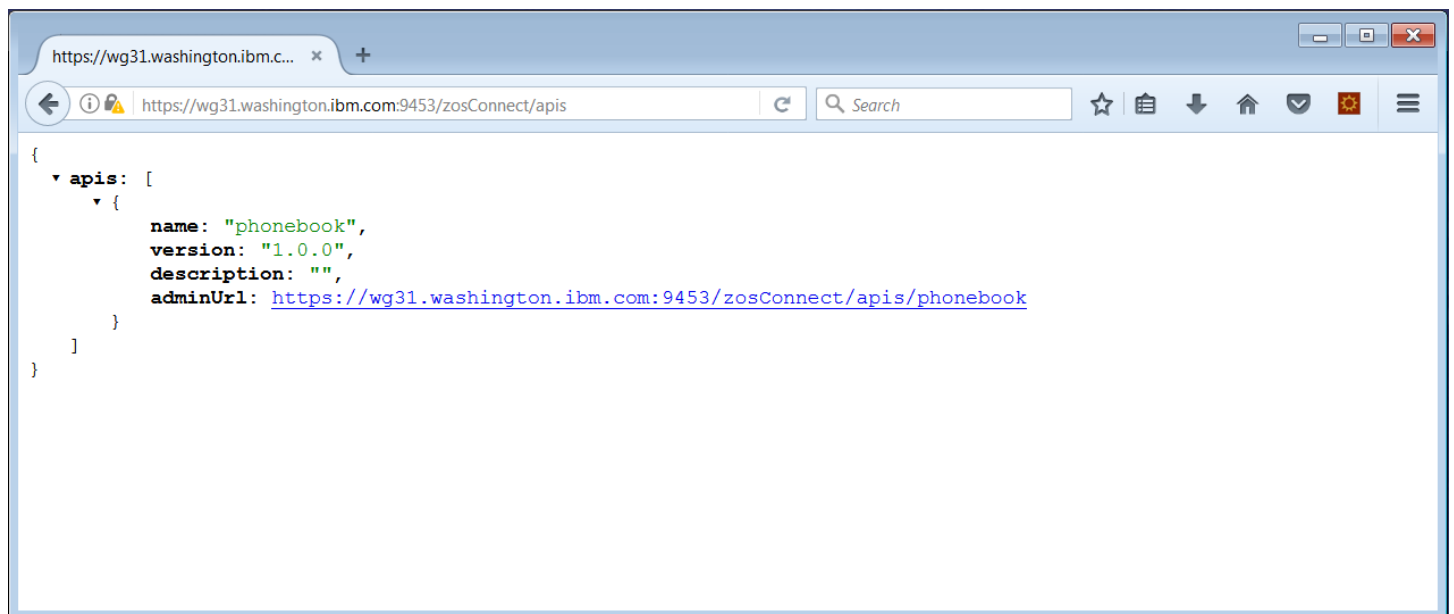 https://wg31.washington.ibm.c...
https://wg31.washington.ibm.com:9453/zosConnect/apis
Search
{
apis: [
{
name: "phonebook",
version: "1.0.0",
description: "",
adminUrl: https://wg31.washington.ibm.com:9453/zosConnect/apis/phonebook
}
]
}